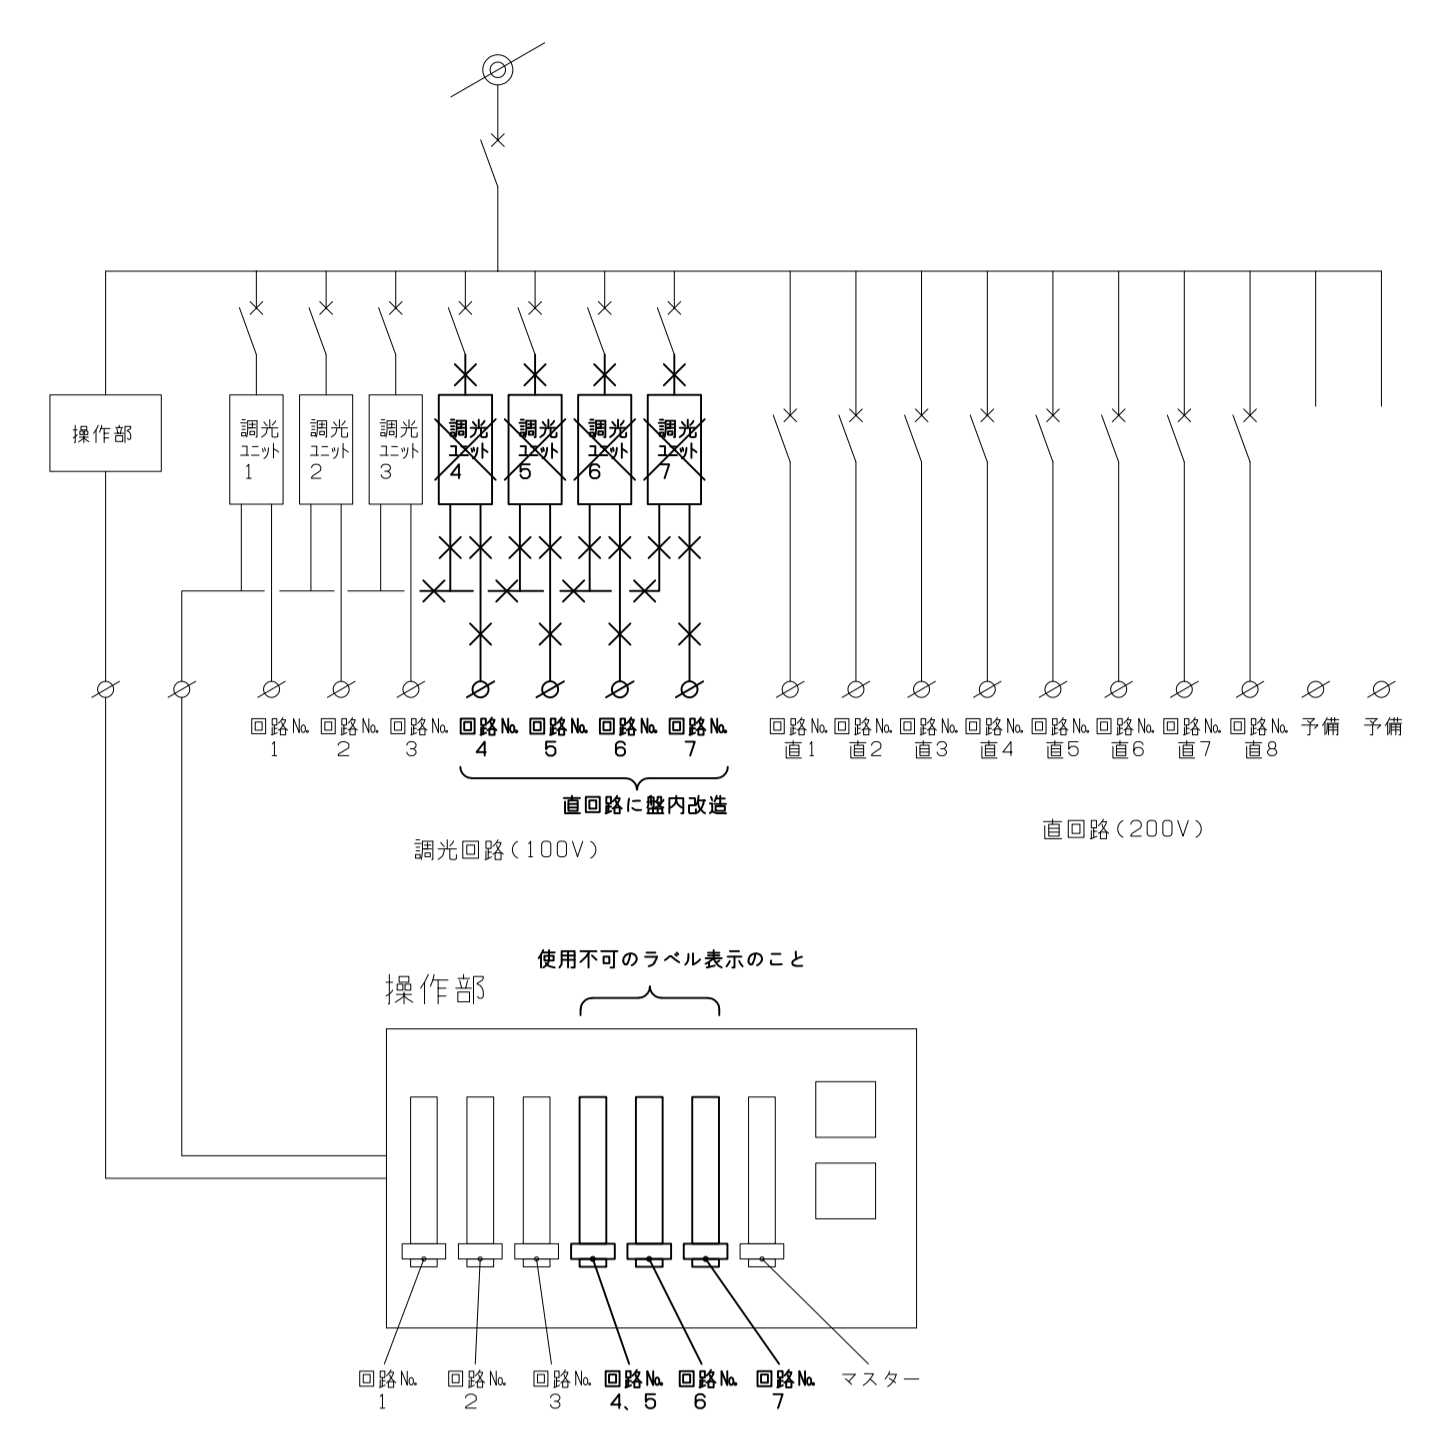 操作部
調光
ユニット
1
調光
ユニット
2
調光
ユニット
3
調光
ユニット
4
調光
ユニット
5
調光
ユニット
6
調光
ユニット
7
回路№
1
回路№
2
回路№
3
回路№
4
回路№
5
回路№
6
回路№
7
回路№
直1
回路№
直2
回路№
直3
回路№
直4
回路№
直5
回路№
直6
回路№
直7
回路№
直8
予備
予備
直回路に盤内改造
調光回路(100V)
直回路(200V)
使用不可のラベル表示のこと
操作部
回路№
1
回路№
2
回路№
3
回路№
4、5
回路№
6
回路№
7
マスター